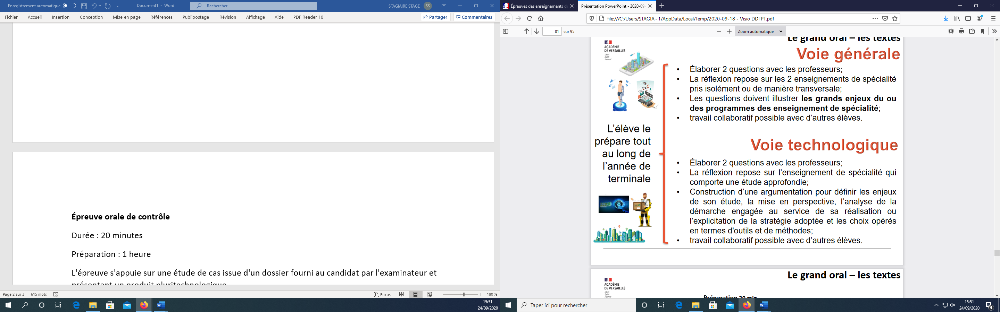 Enregistrement automatique
Document1 - Word
Rechercher
STAGIAIRE STAGE SS
Fichier Accueil Insertion Conception Mise en page Références Publipostage Révision Affichage Aide PDF Reader 10
Partager Commentaires
Épreuve orale de contrôle
Durée : 20 minutes
Préparation : 1 heure
L'épreuve s'appuie sur une étude de cas issue d'un dossier fourni au candidat par l'examinateur et
présentant un produit pluritechnologique
Page 2 sur 3 615 mots
Focus
180 %
15:51
24/09/2020
Épreuves des enseignements de
Présentation PowerPoint - 2020-09-
file:///C:/Users/STAGIA~1/AppData/Local/Temp/2020-09-18 - Visio DDFPT.pdf
81 sur 95
Zoom automatique
Le grand oral – les textes
ACADÉMIE
DE VERSAILLES
Liberté
Égalité
Fraternité
Voie générale
• Élaborer 2 questions avec les professeurs;
• La réflexion repose sur les 2 enseignements de spécialité
pris isolément ou de manière transversale;
• Les questions doivent illustrer les grands enjeux du ou
des programmes des enseignement de spécialité;
• travail collaboratif possible avec d’autres élèves.
L’élève le
prépare tout
au long de
l’année de
terminale
Voie technologique
• Élaborer 2 questions avec les professeurs;
• La réflexion repose sur l’enseignement de spécialité qui
comporte une étude approfondie;
• Construction d’une argumentation pour définir les enjeux
de son étude, la mise en perspective, l’analyse de la
démarche engagée au service de sa réalisation ou
l’explicitation de la stratégie adoptée et les choix opérés
en termes d'outils et de méthodes;
• travail collaboratif possible avec d’autres élèves.
Le grand oral – les textes
ACADÉMIE
DE VERSAILLES
Liberté
Égalité
Fraternité
Préparation 20 min
Taper ici pour rechercher
15:51
24/09/2020
4